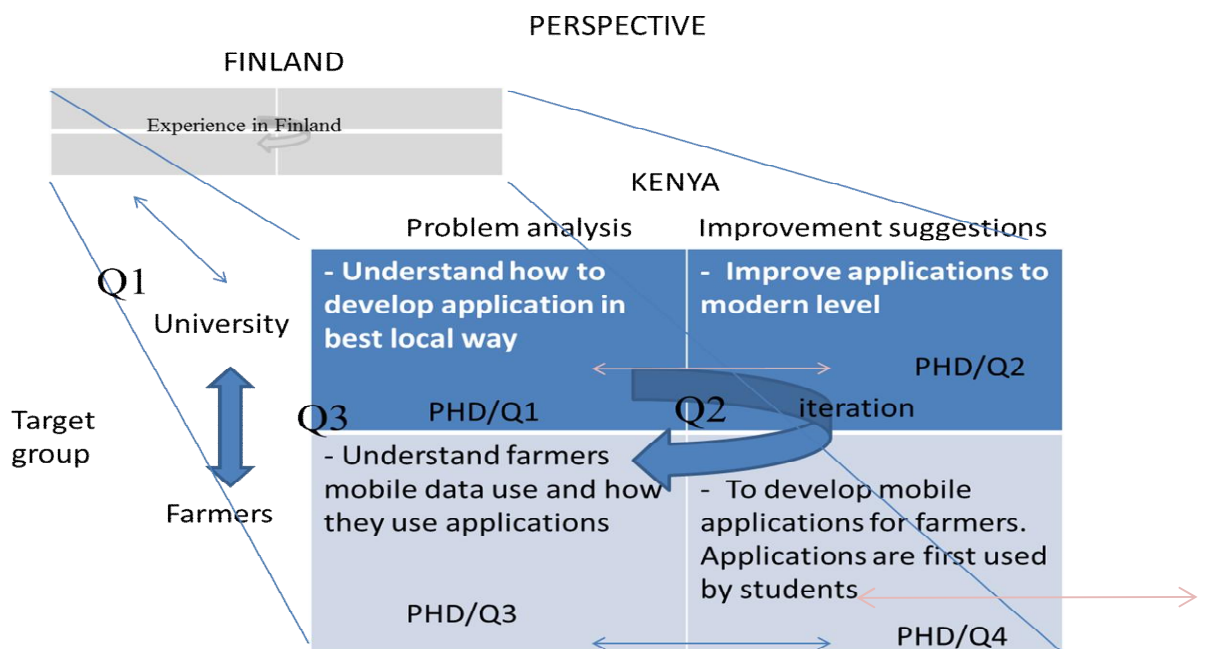 PERSPECTIVE
FINLAND
Experience in Finland
KENYA
Problem analysis
Improvement suggestions
- Understand how to
develop application in
best local way
- Improve applications to
modern level
Q1
University
PHD/Q2
PHD/Q1
Q2
iteration
Q3
Target
group
Farmers
- Understand farmers
mobile data use and how
they use applications
- To develop mobile
applications for farmers.
Applications are first used
by students
PHD/Q3
PHD/Q4